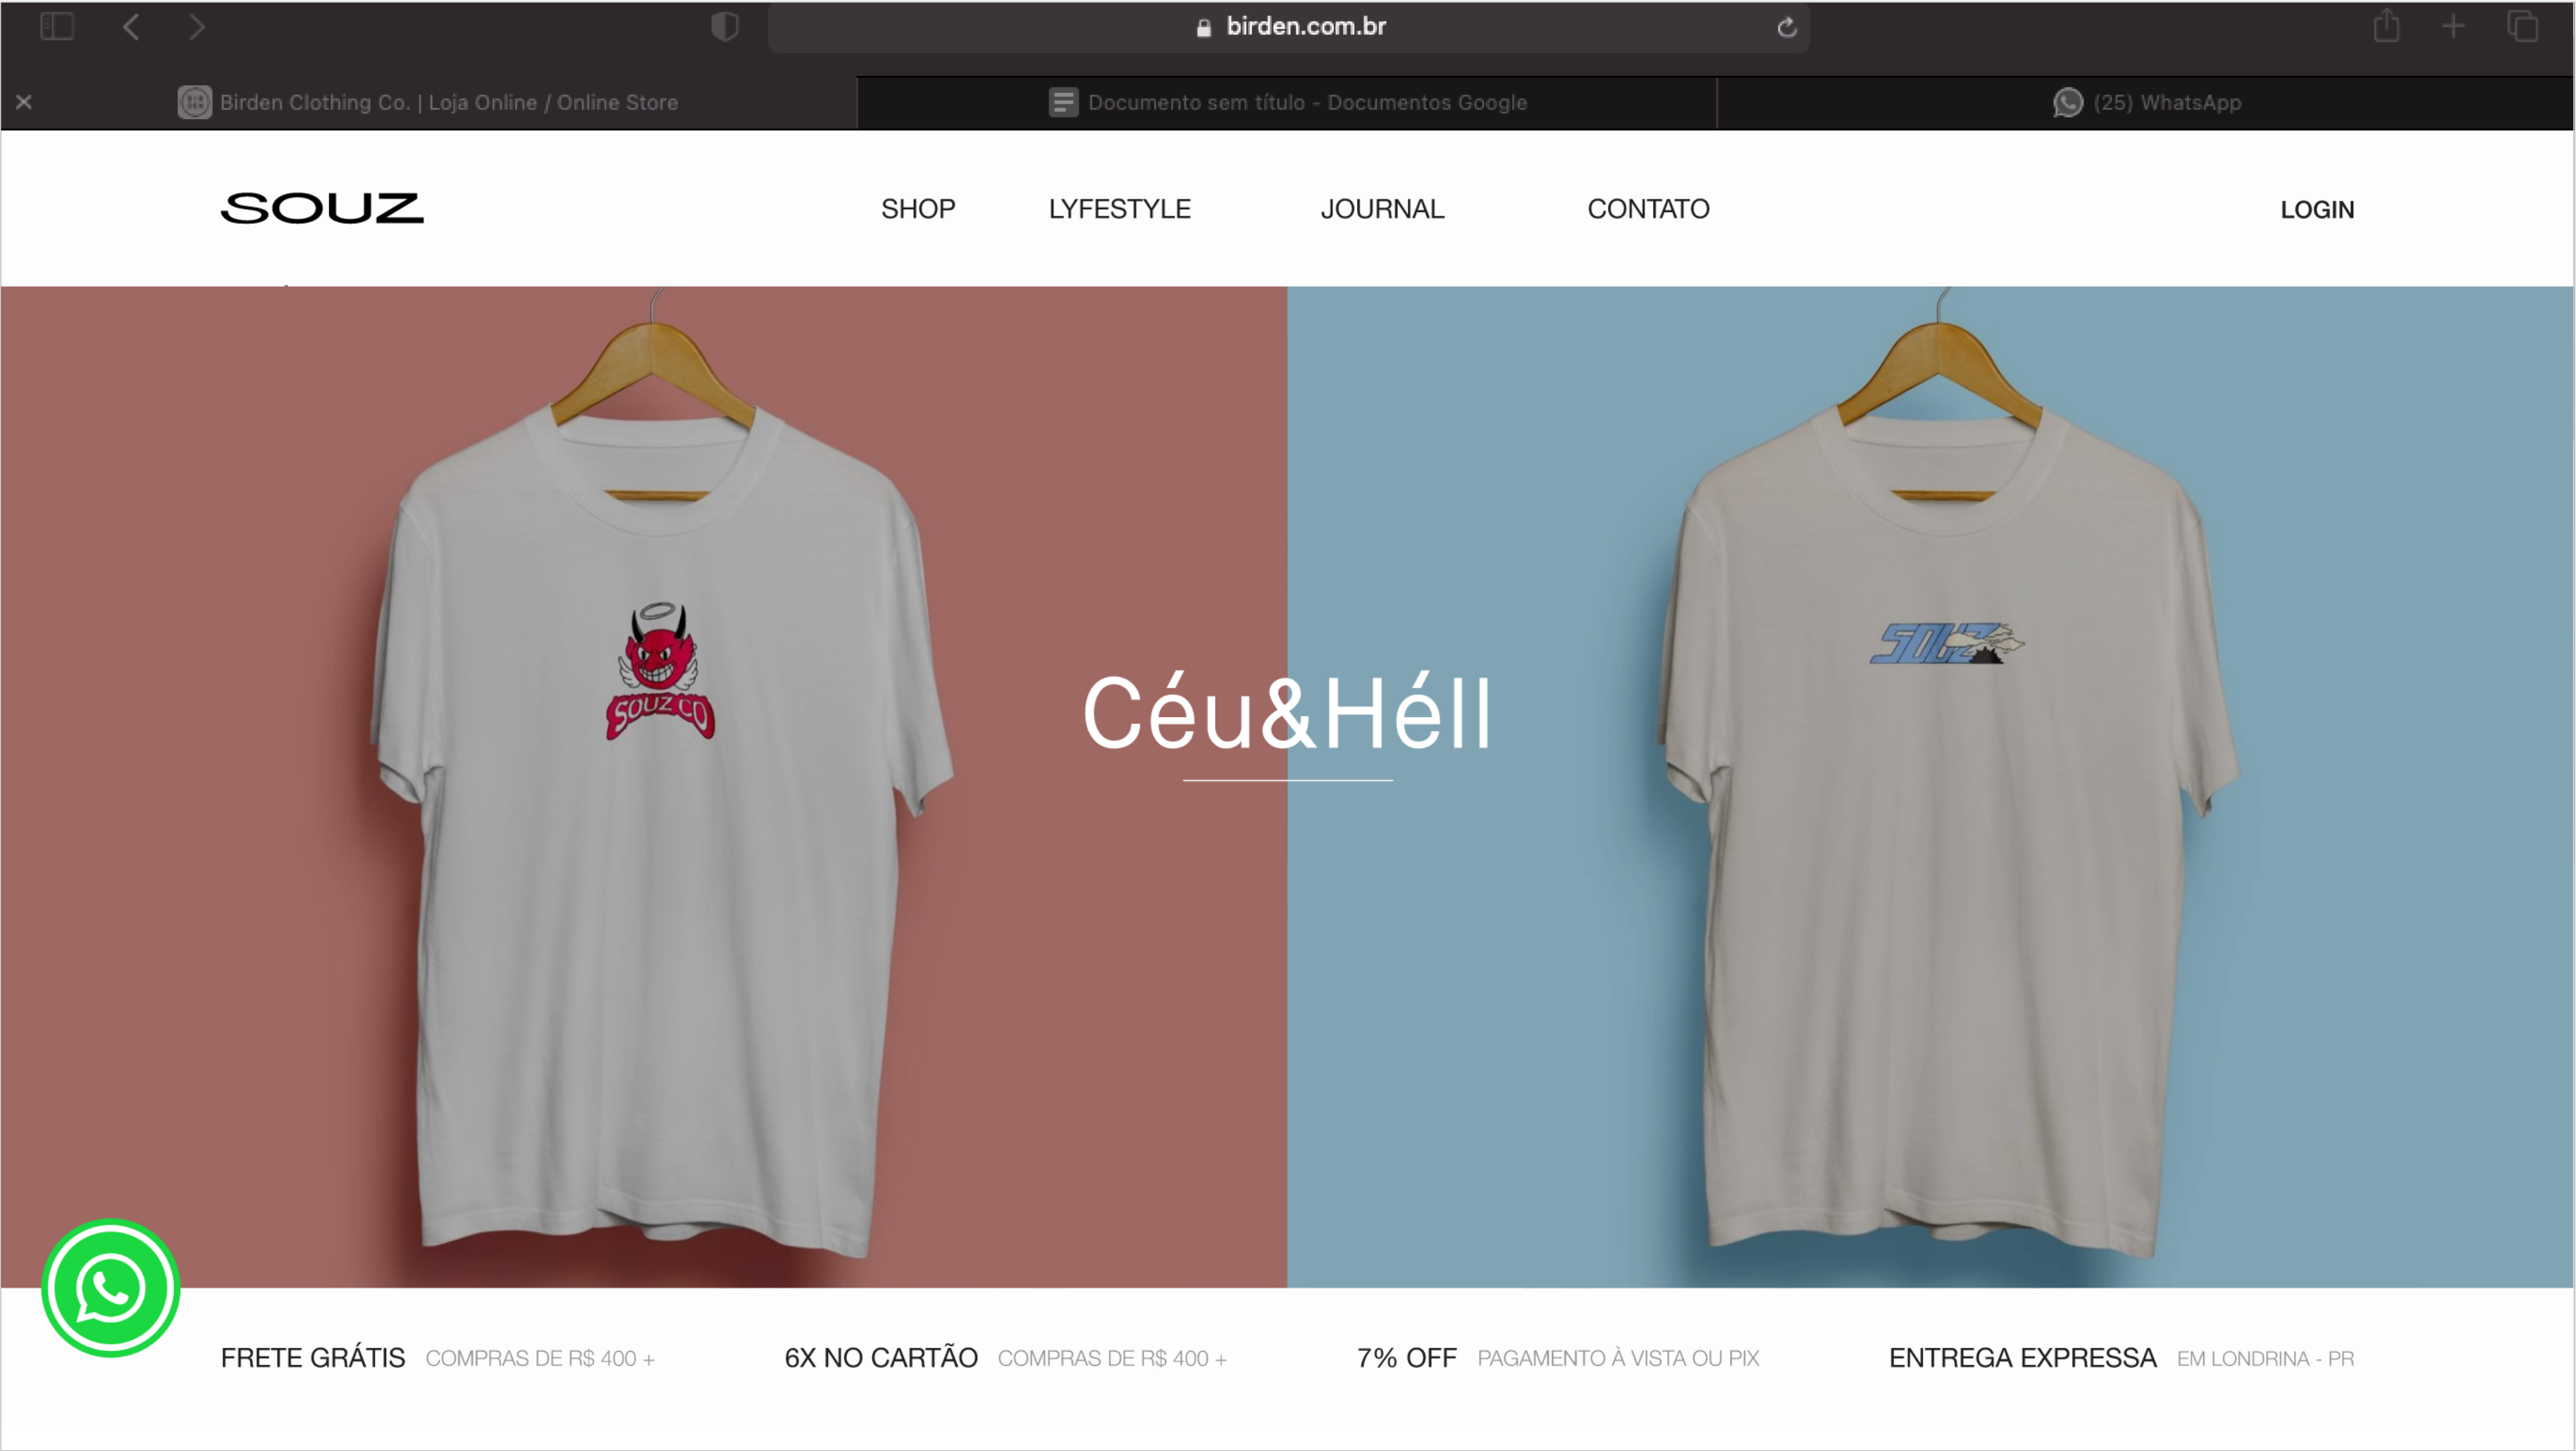 birden.com.br
Birden Clothing Co. | Loja Online / Online Store
Documento sem título - Documentos Google
(25) WhatsApp
SOUZ
SHOP
LYFESTYLE
JOURNAL
CONTATO
LOGIN
SOUZ CO
SOUZ
Céu&Héll
FRETE GRÁTIS COMPRAS DE R$ 400 +
6X NO CARTÃO COMPRAS DE R$ 400 +
7% OFF PAGAMENTO À VISTA OU PIX
ENTREGA EXPRESSA EM LONDRINA - PR